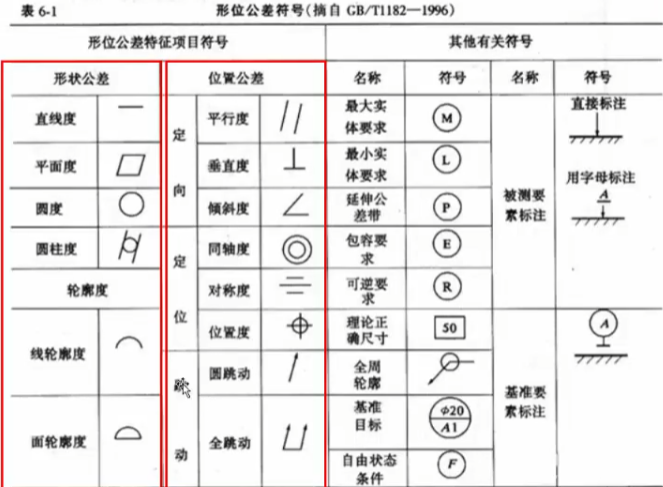 表 6-1 形位公差符号(摘自 GB/T1182—1996)
形位公差特征项目符号 其他有关符号
形状公差 位置公差 名称 符号 名称 符号
直线度 定 平行度 最大实 体要求 M 被测要 素标注 直接标注
平面度 向 垂直度 最小实 体要求 L 用字母标注 A
圆度 倾斜度 延伸公 差带 P
圆柱度 定 同轴度 包容要 求 E
轮廓度 位 对称度 可逆要 求 R
线轮廓度 位置度 理论正 确尺寸 50 基准要 素标注 A
跳 圆跳动 全周 轮廓
面轮廓度 动 全跳动 基准 目标 φ20 A1
自由状态 条件 F